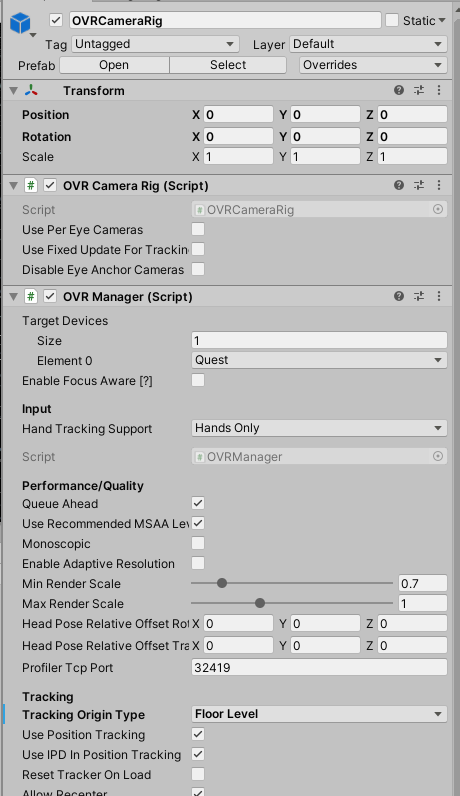 OVRCameraRig Static
Tag Untagged Layer Default
Prefab Open Select Overrides
Transform
Position X 0 Y 0 Z 0
Rotation X 0 Y 0 Z 0
Scale X 1 Y 1 Z 1
# OVR Camera Rig (Script)
Script # OVRCameraRig
Use Per Eye Cameras
Use Fixed Update For Trackin
Disable Eye Anchor Cameras
# OVR Manager (Script)
Target Devices
Size 1
Element 0 Quest
Enable Focus Aware [?]
Input
Hand Tracking Support Hands Only
Script # OVRManager
Performance/Quality
Queue Ahead
Use Recommended MSAA Lev
Monoscopic
Enable Adaptive Resolution
Min Render Scale 0.7
Max Render Scale 1
Head Pose Relative Offset Rot X 0 Y 0 Z 0
Head Pose Relative Offset Tra X 0 Y 0 Z 0
Profiler Tcp Port 32419
Tracking
Tracking Origin Type Floor Level
Use Position Tracking
Use IPD In Position Tracking
Reset Tracker On Load
Allow Recenter